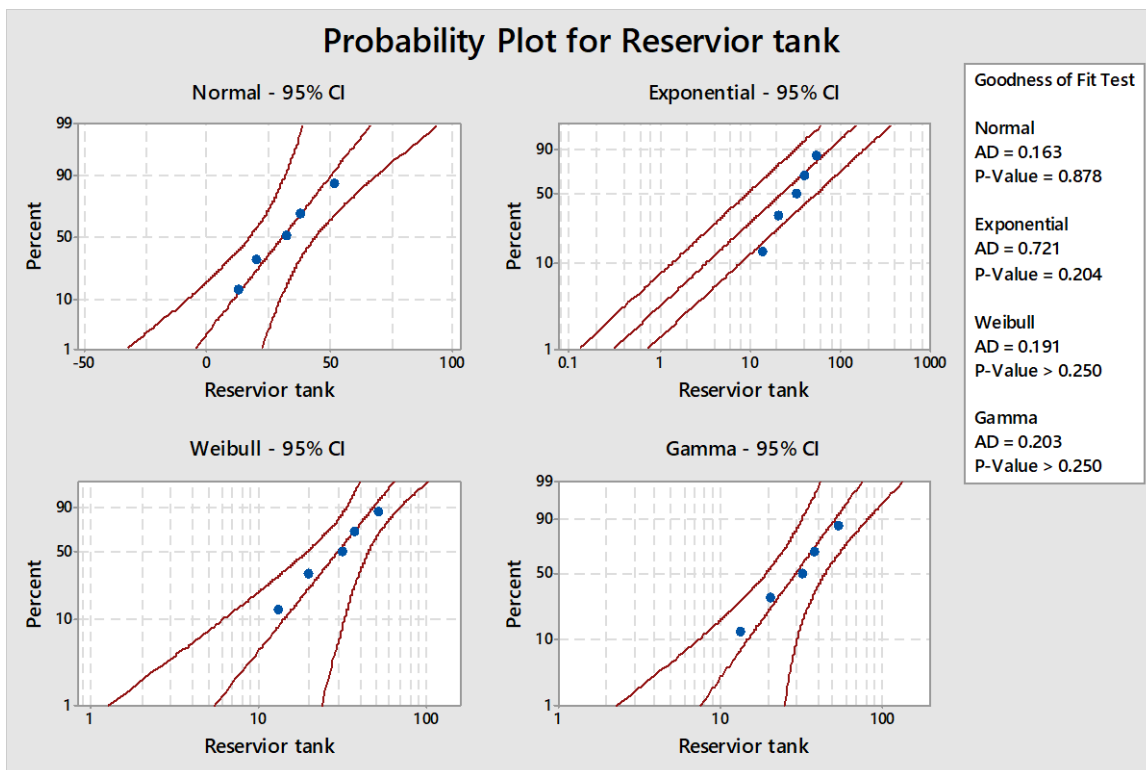 Probability Plot for Reservior tank
Normal - 95% CI
99
90
50
10
1
Percent
-50 0 50 100
Reservior tank
Exponential - 95% CI
90
50
10
1
Percent
0.1 1 10 100 1000
Reservior tank
Weibull - 95% CI
90
50
10
1
Percent
1 10 100
Reservior tank
Gamma - 95% CI
99
90
50
10
1
Percent
1 10 100
Reservior tank
Goodness of Fit Test
Normal
AD = 0.163
P-Value = 0.878
Exponential
AD = 0.721
P-Value = 0.204
Weibull
AD = 0.191
P-Value > 0.250
Gamma
AD = 0.203
P-Value > 0.250